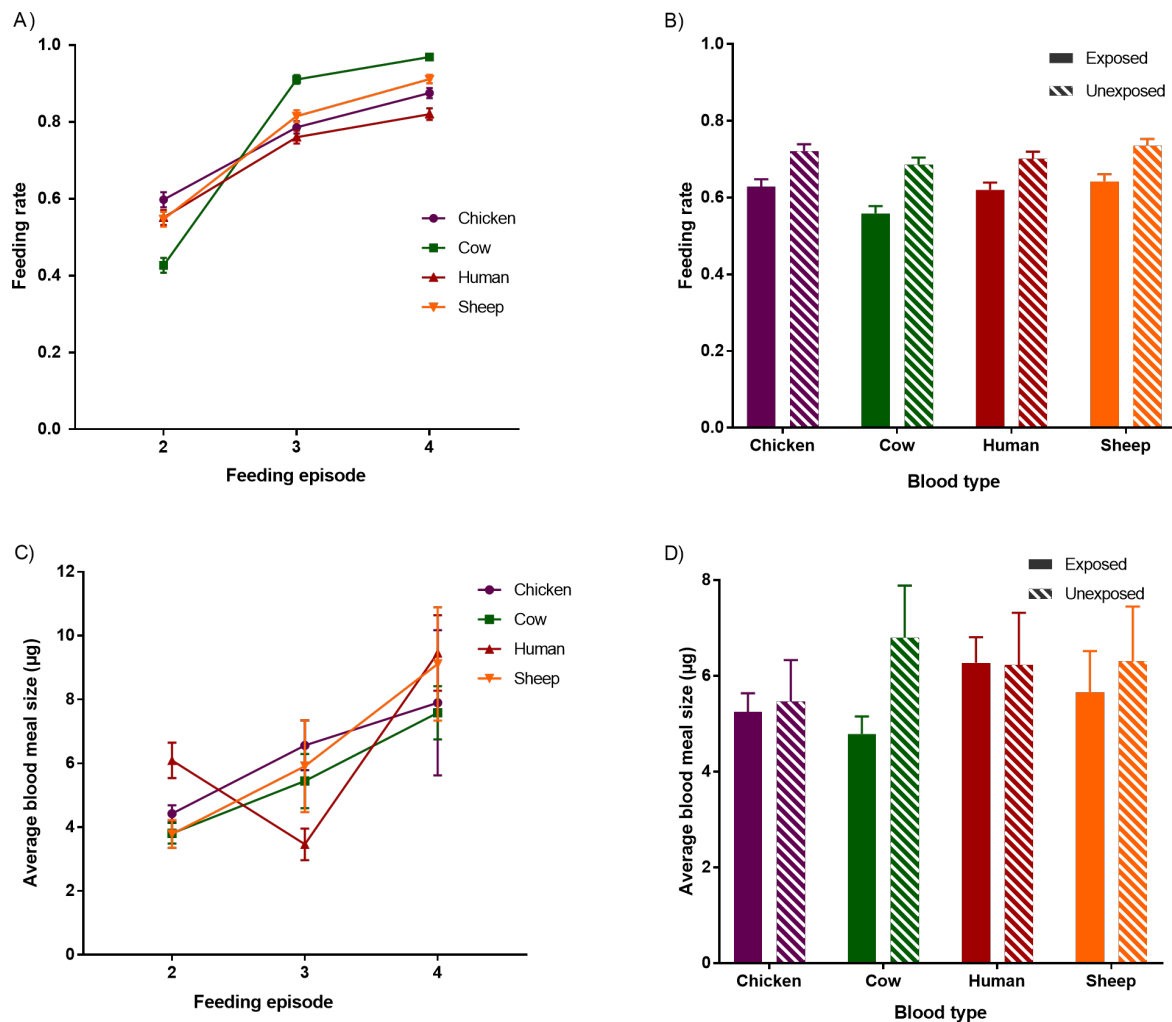 A)
1.0
0.8
0.6
0.4
0.2
0.0
Feeding rate
2 3 4
Feeding episode
Chicken
Cow
Human
Sheep
B)
1.0
0.8
0.6
0.4
0.2
0.0
Feeding rate
Exposed
Unexposed
Chicken Cow Human Sheep
Blood type
C)
12
10
8
6
4
2
0
Average blood meal size (µg)
2 3 4
Feeding episode
Chicken
Cow
Human
Sheep
D)
8
6
4
2
0
Average blood meal size (µg)
Exposed
Unexposed
Chicken Cow Human Sheep
Blood type